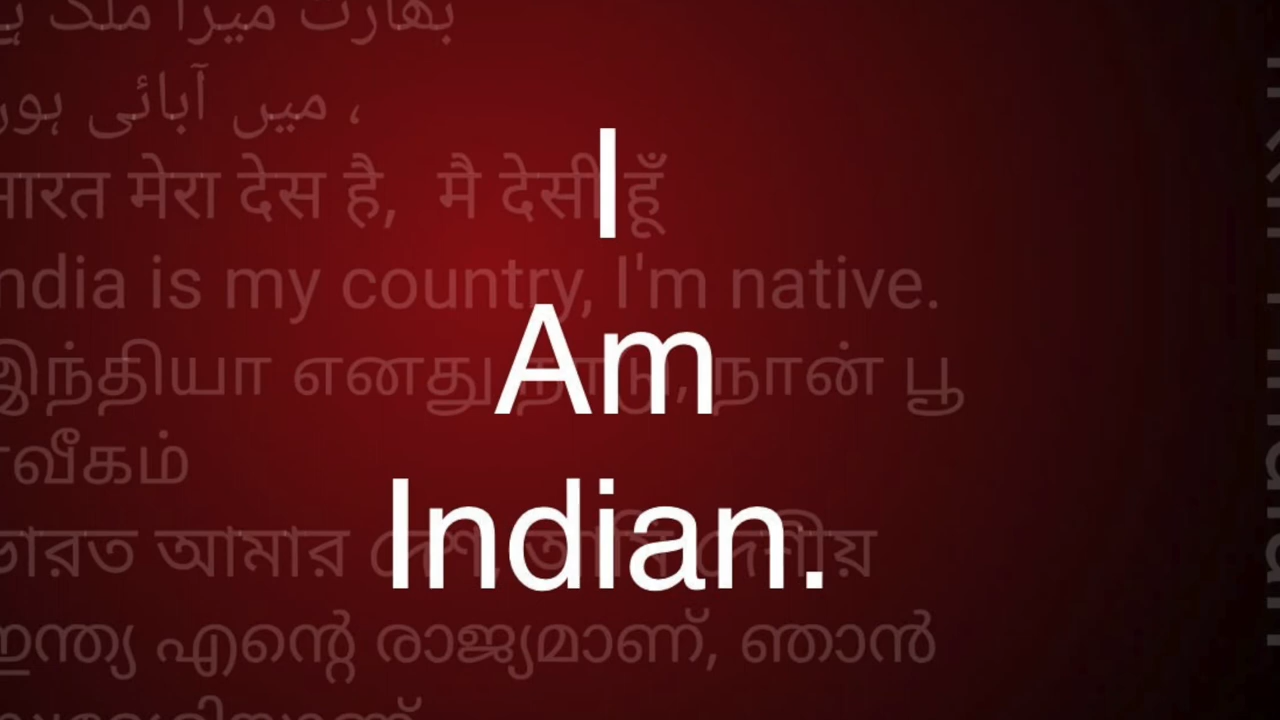 بھارت میرا ملک ہے
، میں آبائی ہوں
भारत मेरा देस है, मै देसी हूँ
I
ndia is my country, I'm native.
Am
இந்தியா எனது நாடு, நான் பூ
ர்வீகம்
Indian.
ভারত আমার দেশ, আমি দেশীয়
ഇന്ത്യ എന്റെ രാജ്യമാണ്, ഞാൻ